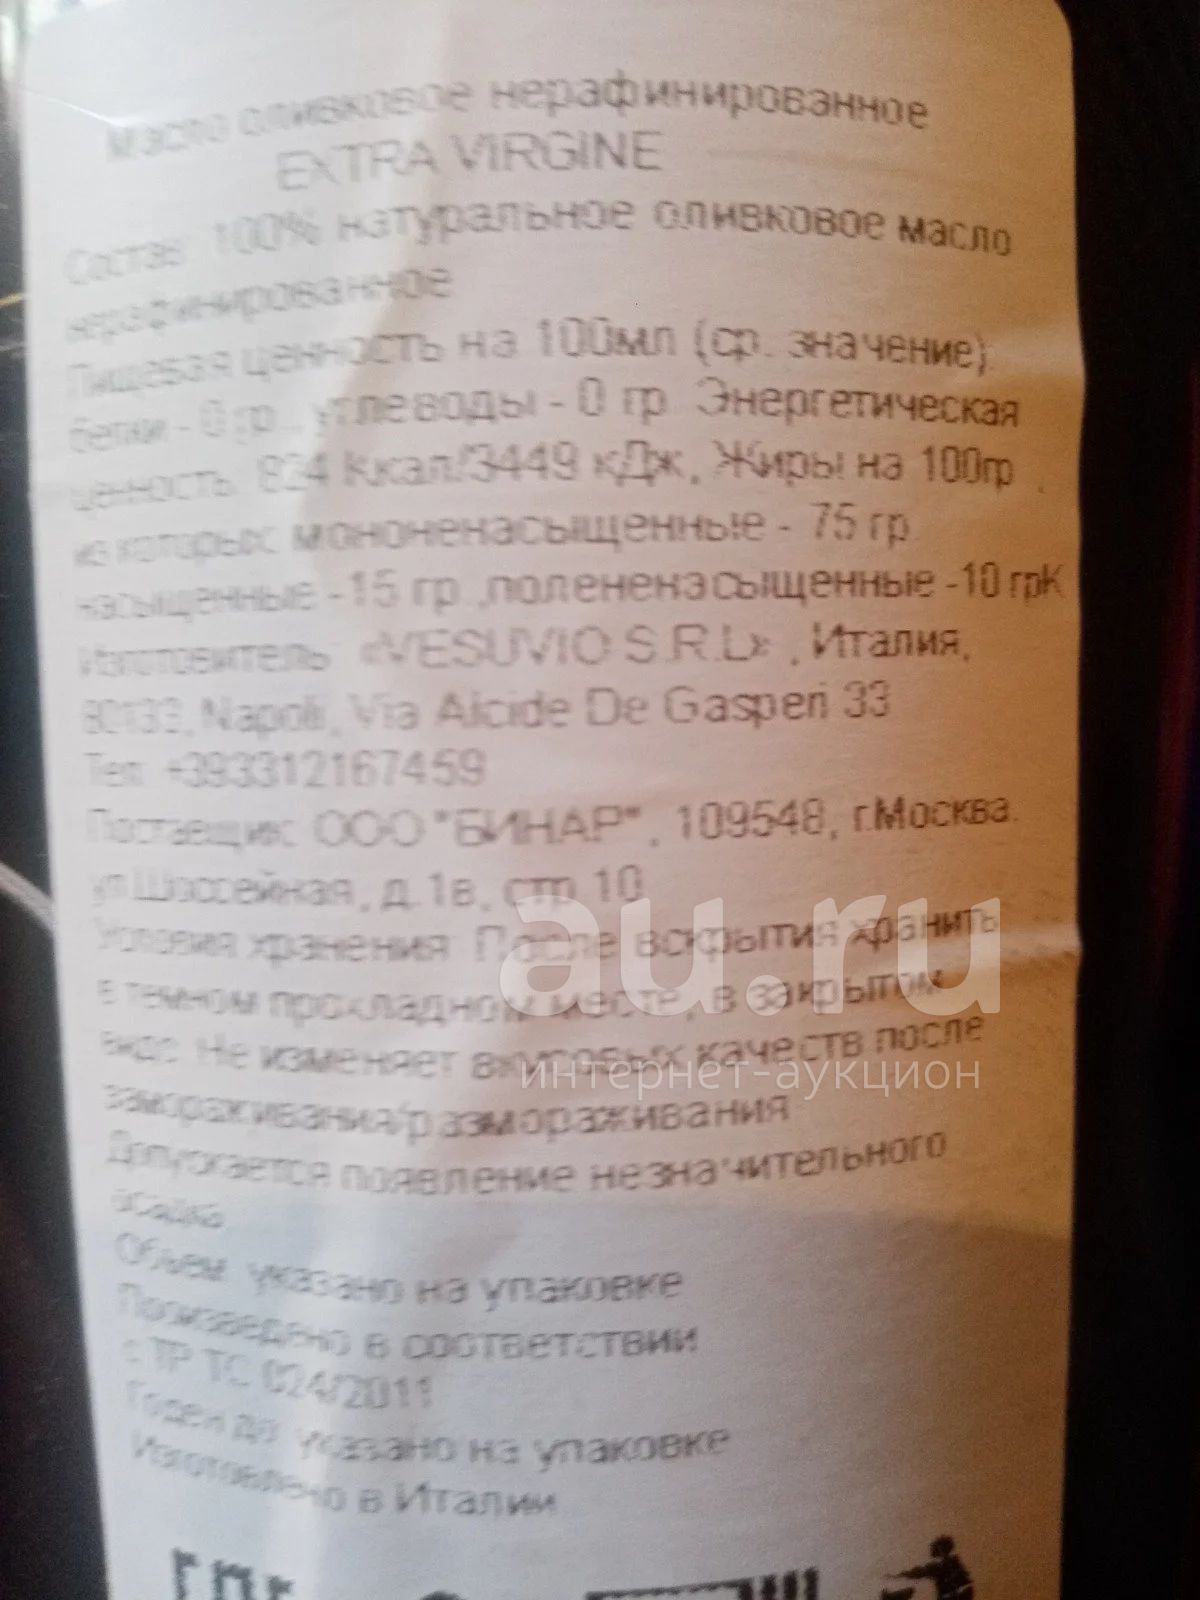 Масло оливковое нерафинированное
EXTRA VIRGINE
Состав: 100% натуральное оливковое масло
нерафинированное
Пищевая ценность на 100мл (ср. значение):
белки - 0 гр., углеводы - 0 гр. Энергетическая
ценность: 824 Ккал/3449 кДж, Жиры на 100гр ,
из которых: мононенасыщенные - 75 гр.
насыщенные -15 гр ,полененасыщенные -10 грК
Изготовитель: «VESUVIO S.R.L» , Италия,
80133, Napoli, Via Alcide De Gasperi 33
Тел: +393312167459
Поставщик: ООО "БИНАР" , 109548, г.Москва.
ул.Шоссейная, д.1в, стр.10
Условия хранения: После вскрытия хранить
в темном прохладном месте, в закрытом
виде. Не изменяет вкусовых качеств после
замораживания/размораживания
Допускается появление незначительного
осадка
Объем: указано на упаковке
Произведено в соответствии
с ТР ТС 024/2011
Годен до: указано на упаковке
Изготовлено в Италии
au.ru
интернет-аукцион